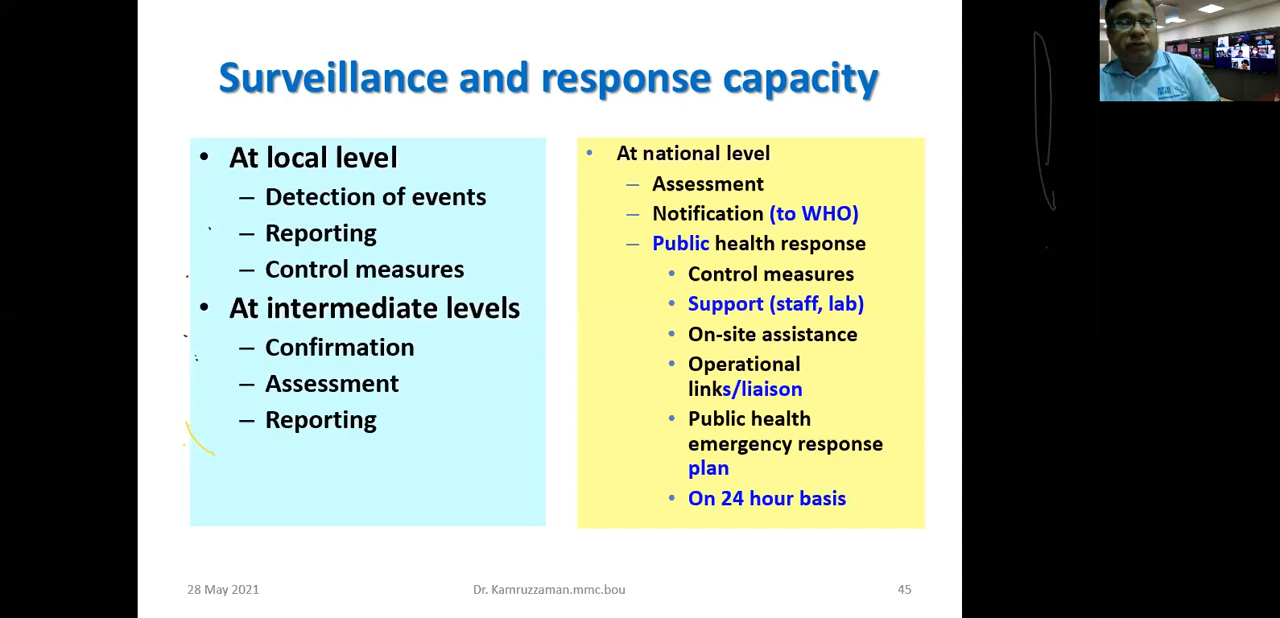 Surveillance and response capacity
• At local level
– Detection of events
– Reporting
– Control measures
• At intermediate levels
– Confirmation
– Assessment
– Reporting
• At national level
– Assessment
– Notification (to WHO)
– Public health response
• Control measures
• Support (staff, lab)
• On-site assistance
• Operational
links/liaison
• Public health
emergency response
plan
• On 24 hour basis
28 May 2021
Dr. Kamruzzaman.mmc.bou
45